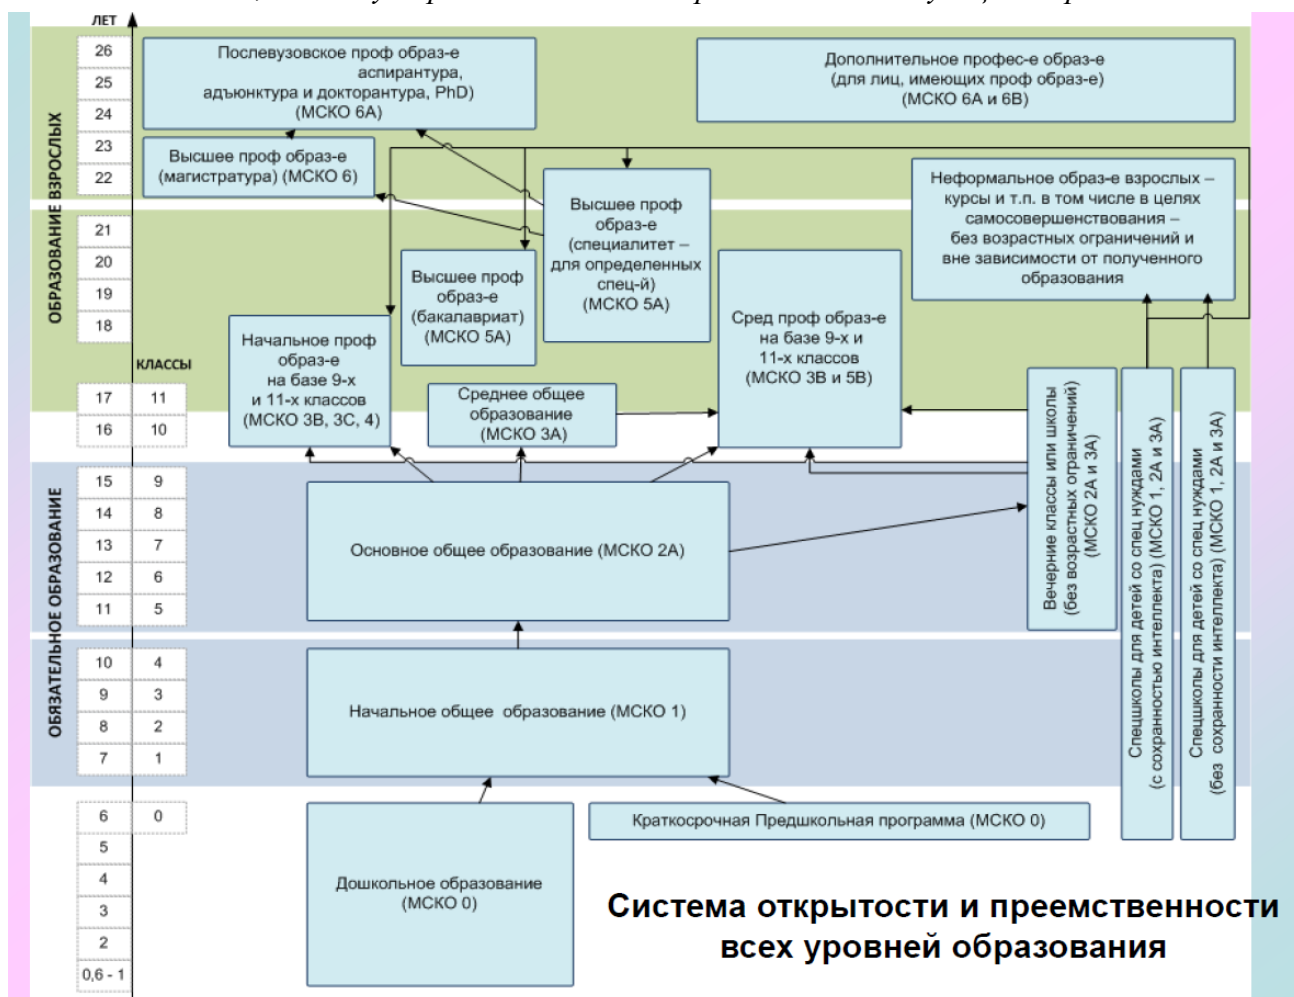 ЛЕТ
26
25
24
23
22
21
20
19
18
КЛАССЫ
17 11
16 10
15 9
14 8
13 7
12 6
11 5
10 4
9 3
8 2
7 1
6 0
5
4
3
2
0,6 - 1
ОБРАЗОВАНИЕ ВЗРОСЛЫХ
ОБЯЗАТЕЛЬНОЕ ОБРАЗОВАНИЕ
Послевузовское проф образ-е
аспирантура,
адъюнктура и докторантура, PhD)
(МСКО 6А)
Дополнительное професc-е образ-е
(для лиц, имеющих проф образ-е)
(МСКО 6А и 6В)
Высшее проф образ-е
(магистратура) (МСКО 6)
Высшее проф
образ-е
(специалитет –
для определенных
спец-й)
(МСКО 5А)
Неформальное образ-е взрослых –
курсы и т.п. в том числе в целях
самосовершенствования –
без возрастных ограничений и
вне зависимости от полученного
образования
Высшее проф
образ-е
(бакалавриат)
(МСКО 5А)
Сред проф образ-е
на базе 9-х и
11-х классов
(МСКО 3В и 5В)
Начальное проф
образ-е
на базе 9-х
и 11-х классов
(МСКО 3В, 3С, 4)
Среднее общее
образование
(МСКО 3А)
Основное общее образование (МСКО 2А)
Вечерние классы или школы
(без возрастных ограничений)
(МСКО 2А и 3А)
Спецшколы для детей со спец нуждами
(с сохранностью интеллекта) (МСКО 1, 2А и 3А)
Спецшколы для детей со спец нуждами
(без сохранности интеллекта) (МСКО 1, 2А и 3А)
Начальное общее образование (МСКО 1)
Краткосрочная Предшкольная программа (МСКО 0)
Дошкольное образование
(МСКО 0)
Система открытости и преемственности
всех уровней образования